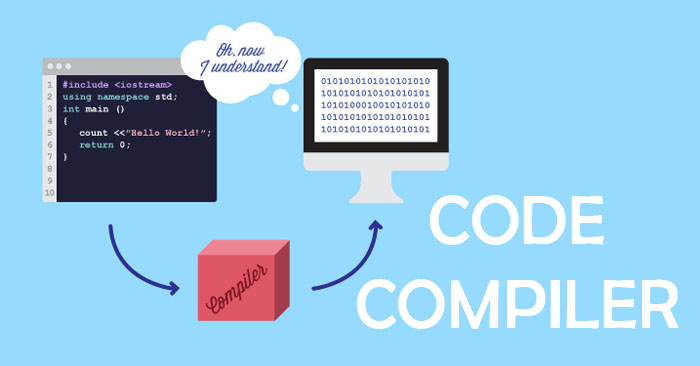 Oh, now
I understand!
1 #include <iostream>
2 using namespace std;
3 int main ()
4 {
5 count <<"Hello World!";
6 return 0;
7 }
8
9
10
010101010101010101010
101010101010101010101
101010001001010101010
101010101010101010101
101010101010101010101
Compiler
CODE
COMPILER